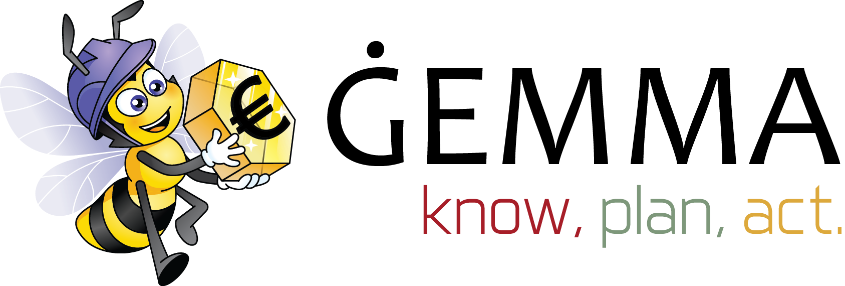 €
ĠEMMA
know, plan, act.